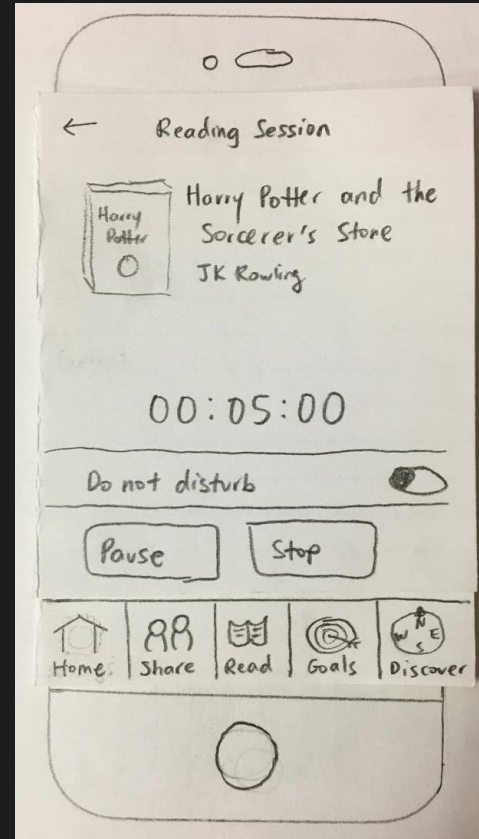 Reading Session
Harry Potter and the
Sorcerer's Stone
JK Rowling
Harry
Potter
00:05:00
Do not disturb
Pause
Stop
N
W E
S
Home Share Read Goals Discover